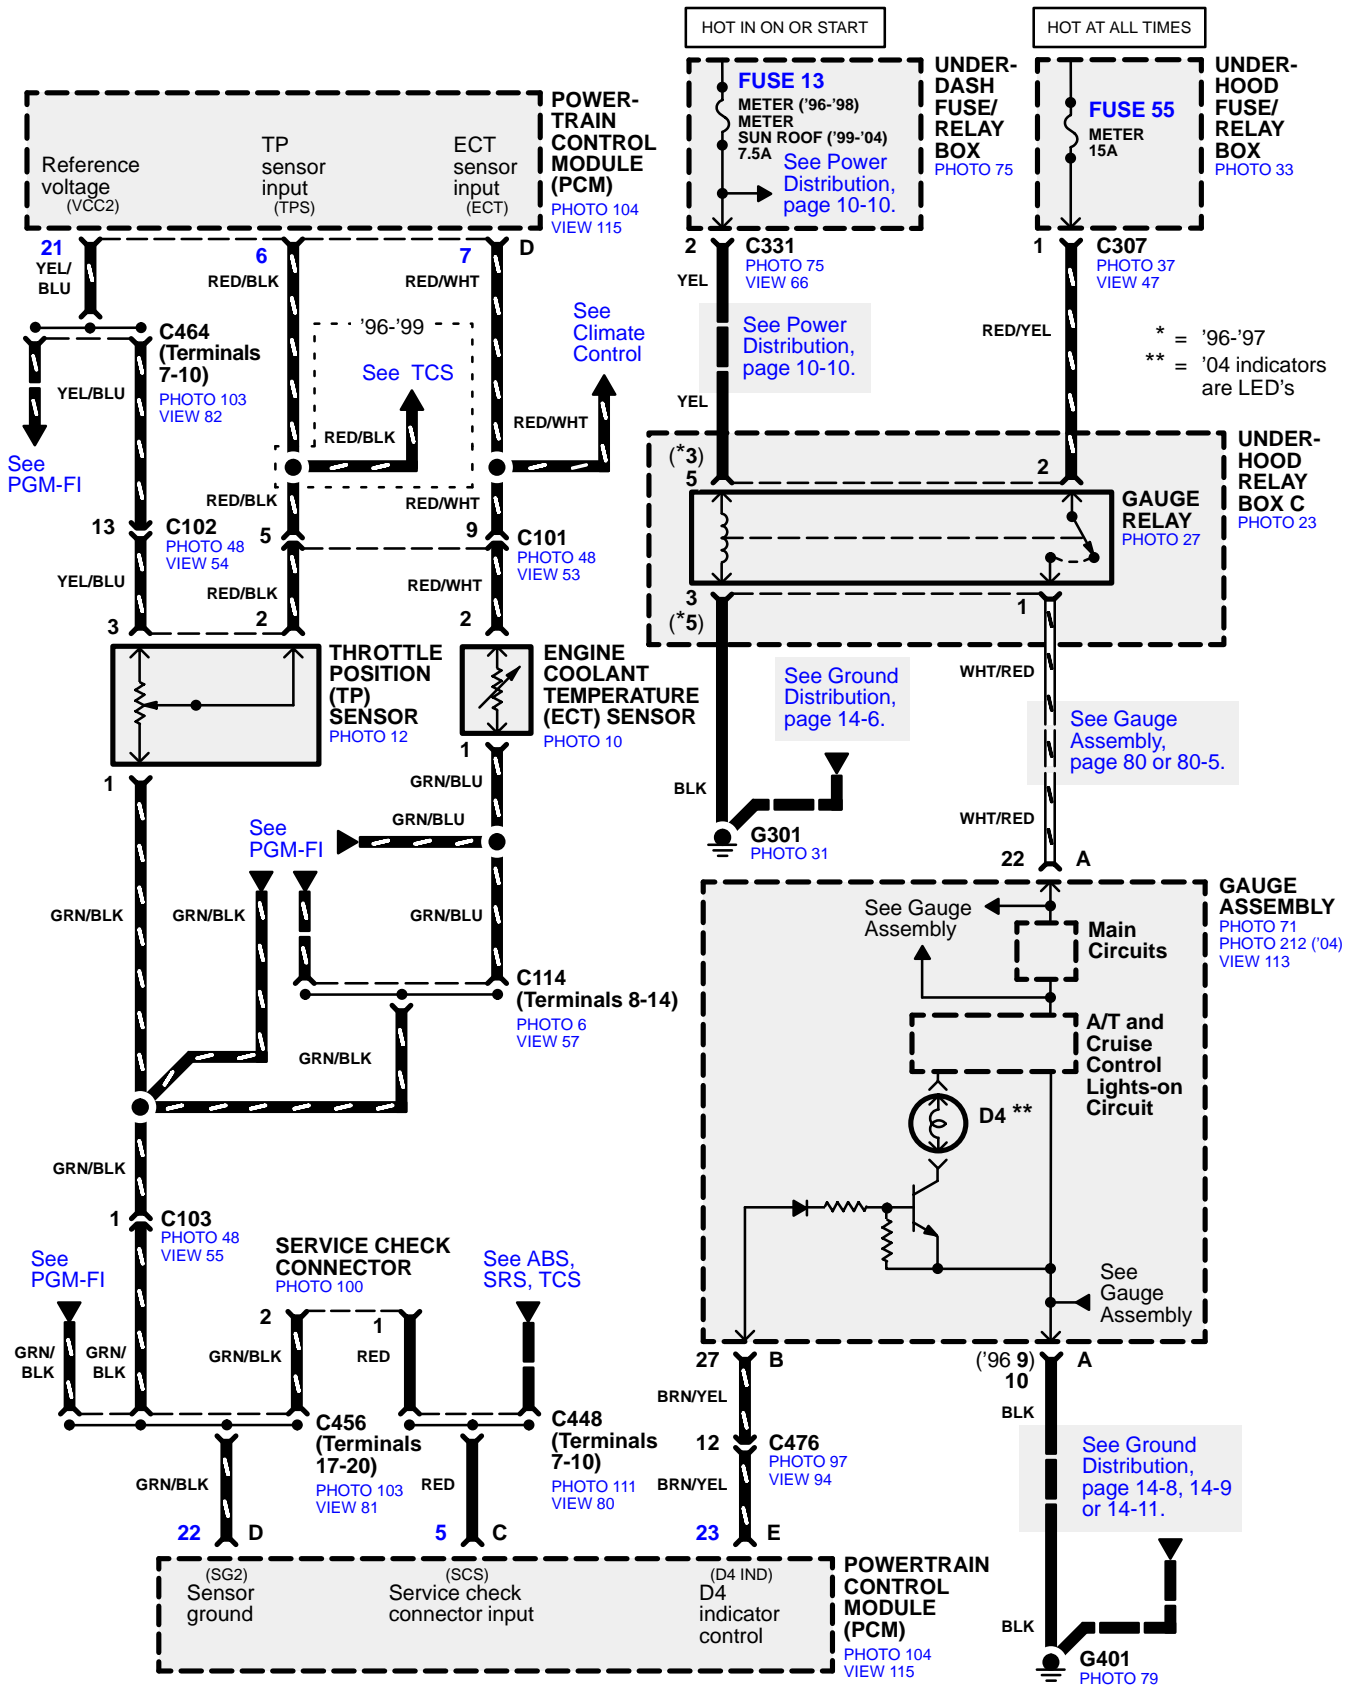 HOT IN ON OR START
HOT AT ALL TIMES
FUSE 13
METER ('96-'98)
METER
SUN ROOF ('99-'04)
7.5A
See Power
Distribution,
page 10-10.
UNDER-
DASH
FUSE/
RELAY
BOX
PHOTO 75
FUSE 55
METER
15A
UNDER-
HOOD
FUSE/
RELAY
BOX
PHOTO 33
POWER-
TRAIN
CONTROL
MODULE
(PCM)
PHOTO 104
VIEW 115
Reference
voltage
(VCC2)
TP
sensor
input
(TPS)
ECT
sensor
input
(ECT)
21
6
7
D
YEL/
BLU
RED/BLK
RED/WHT
2
C331
PHOTO 75
VIEW 66
YEL
1
C307
PHOTO 37
VIEW 47
RED/YEL
* = '96-'97
** = '04 indicators
are LED's
See Power
Distribution,
page 10-10.
YEL
C464
(Terminals
7-10)
PHOTO 103
VIEW 82
'96-'99
See TCS
See
Climate
Control
YEL/BLU
RED/BLK
RED/WHT
See
PGM-FI
RED/BLK
RED/WHT
13
C102
PHOTO 48
VIEW 54
5
9
C101
PHOTO 48
VIEW 53
YEL/BLU
RED/BLK
RED/WHT
3
2
2
(*3)
5
2
UNDER-
HOOD
RELAY
BOX C
PHOTO 23
GAUGE
RELAY
PHOTO 27
3
(*5)
1
THROTTLE
POSITION
(TP)
SENSOR
PHOTO 12
ENGINE
COOLANT
TEMPERATURE
(ECT) SENSOR
PHOTO 10
1
1
GRN/BLU
GRN/BLU
See
PGM-FI
See Ground
Distribution,
page 14-6.
BLK
G301
PHOTO 31
WHT/RED
See Gauge
Assembly,
page 80 or 80-5.
WHT/RED
22
A
GRN/BLK
GRN/BLK
GRN/BLU
C114
(Terminals 8-14)
PHOTO 6
VIEW 57
GRN/BLK
GAUGE
ASSEMBLY
PHOTO 71
PHOTO 212 ('04)
VIEW 113
See Gauge
Assembly
Main
Circuits
A/T and
Cruise
Control
Lights-on
Circuit
D4 **
See
Gauge
Assembly
GRN/BLK
1
C103
PHOTO 48
VIEW 55
See
PGM-FI
SERVICE CHECK
CONNECTOR
PHOTO 100
See ABS,
SRS, TCS
2
1
GRN/
BLK
GRN/
BLK
GRN/BLK
RED
C456
(Terminals
17-20)
PHOTO 103
VIEW 81
C448
(Terminals
7-10)
PHOTO 111
VIEW 80
GRN/BLK
RED
27
B
BRN/YEL
12
C476
PHOTO 97
VIEW 94
BRN/YEL
('96 9)
10
A
BLK
See Ground
Distribution,
page 14-8, 14-9
or 14-11.
22
D
5
C
23
E
(SG2)
Sensor
ground
(SCS)
Service check
connector input
(D4 IND)
D4
indicator
control
POWERTRAIN
CONTROL
MODULE
(PCM)
PHOTO 104
VIEW 115
BLK
G401
PHOTO 79